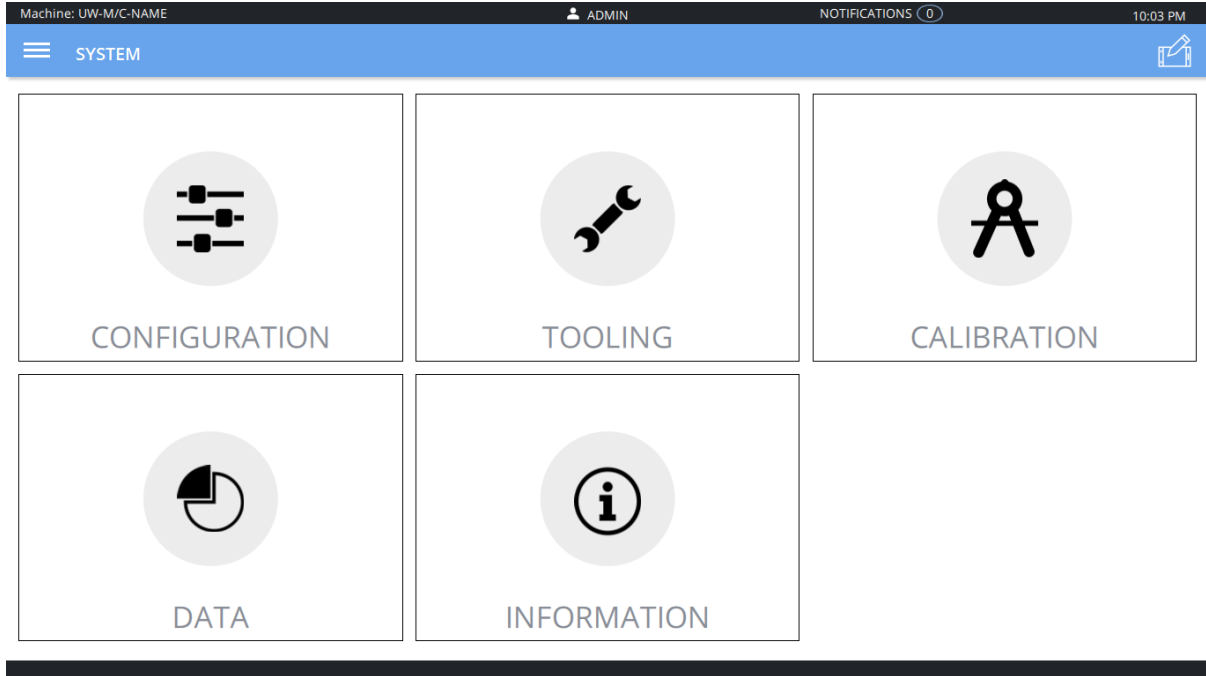 Machine: UW-M/C-NAME ADMIN NOTIFICATIONS 0 10:03 PM
SYSTEM
CONFIGURATION TOOLING CALIBRATION
DATA INFORMATION